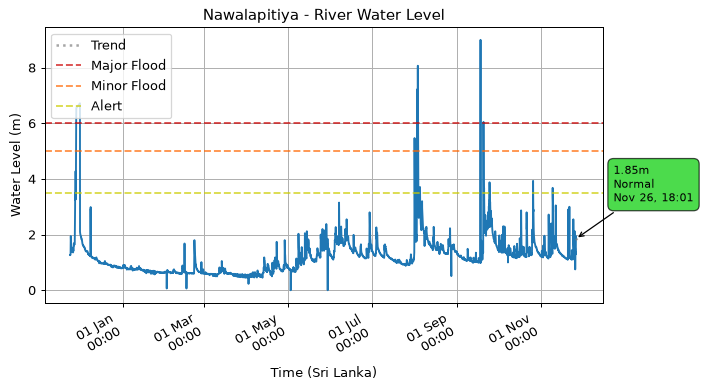 Nawalapitiya - River Water Level
Trend
Major Flood
Minor Flood
Alert
Water Level (m)
8
6
4
2
0
1.85m
Normal
Nov 26, 18:01
01 Jan
00:00
01 Mar
00:00
01 May
00:00
01 Jul
00:00
01 Sep
00:00
01 Nov
00:00
Time (Sri Lanka)